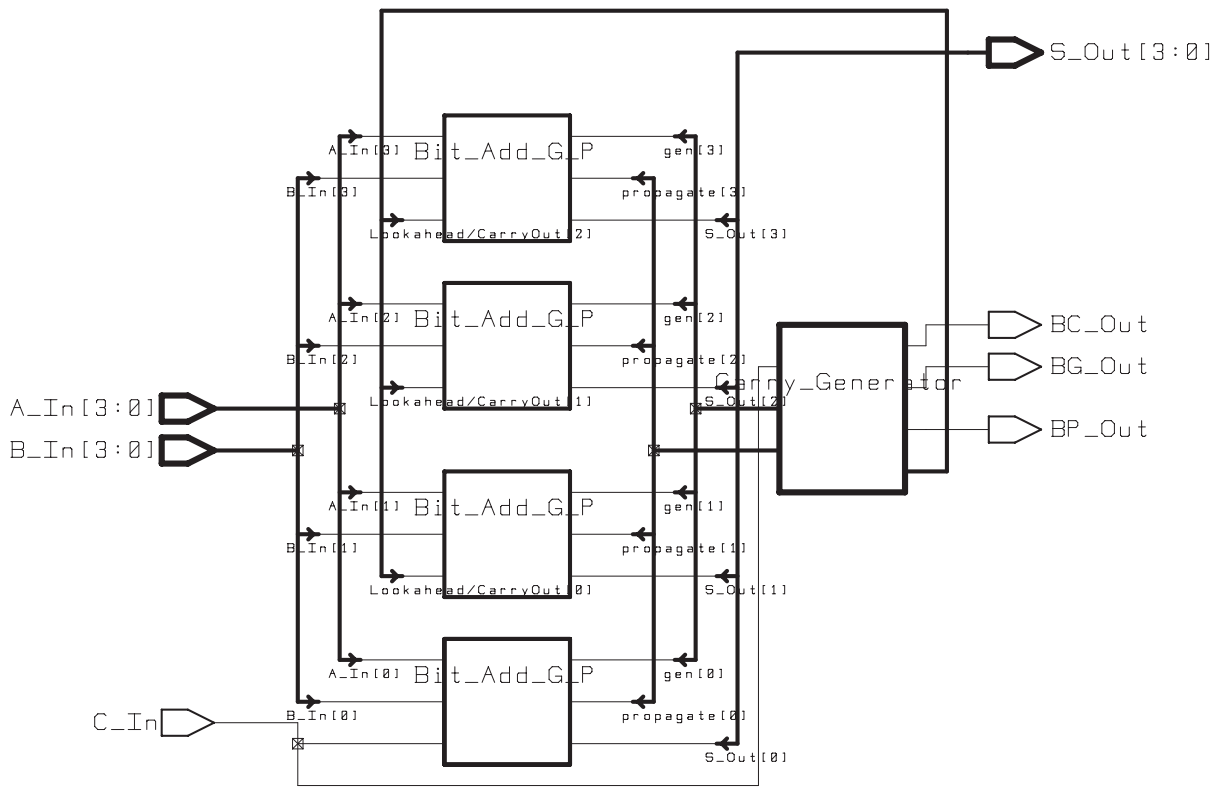 S_Out[3:0]
Bit_Add_G_P
A_In[3]
gen[3]
B_In[3]
propagate[3]
Lookahead/CarryOut[2]
S_Out[3]
Bit_Add_G_P
A_In[2]
gen[2]
BC_Out
B_In[2]
propagate[2]
BG_Out
Carry_Generator
Lookahead/CarryOut[1]
S_Out[2]
A_In[3:0]
BP_Out
B_In[3:0]
Bit_Add_G_P
A_In[1]
gen[1]
B_In[1]
propagate[1]
Lookahead/CarryOut[0]
S_Out[1]
Bit_Add_G_P
A_In[0]
gen[0]
B_In[0]
propagate[0]
C_In
S_Out[0]